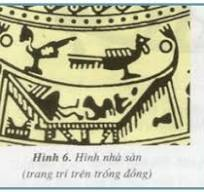 Hình 6. Hình nhà sàn
(trang trí trên trống đồng)